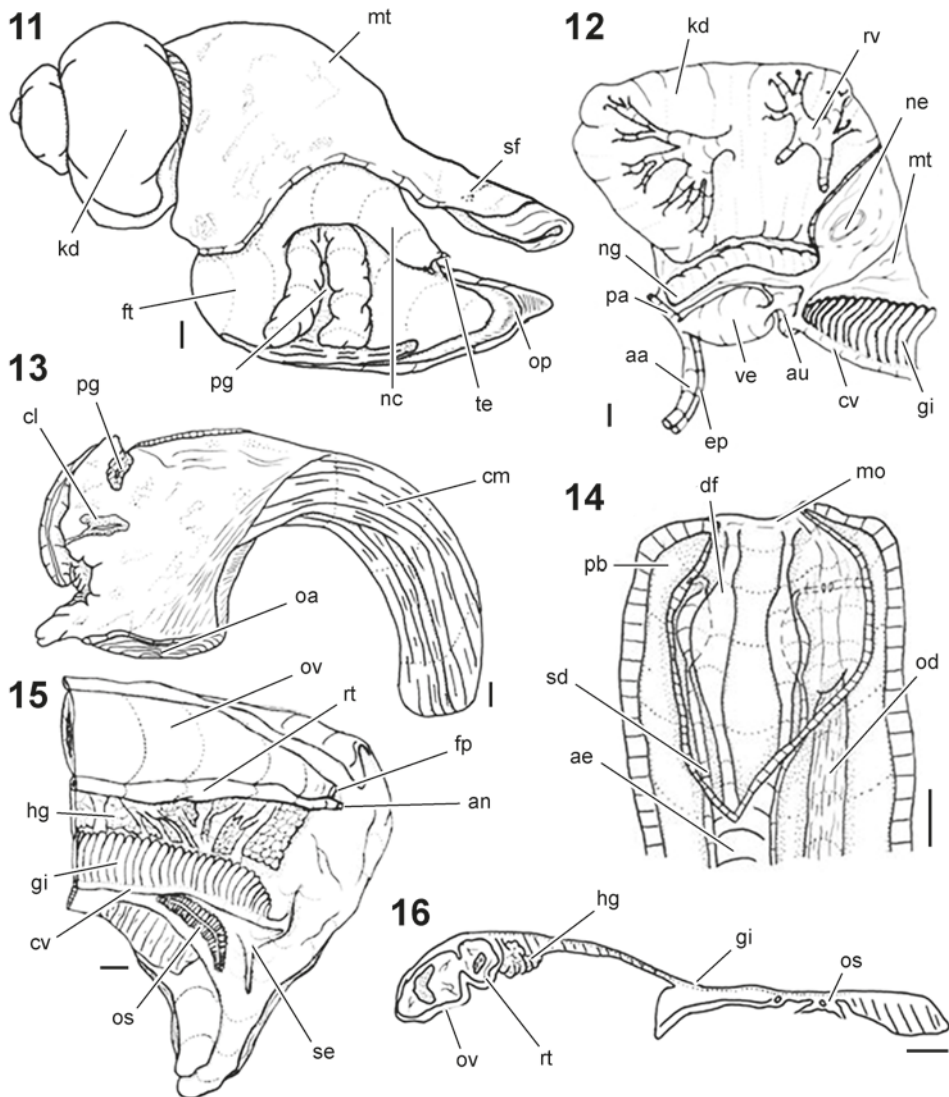 11
mt
sf
kd
ft
pg
nc
te
op
12
kd
rv
ne
mt
ng
pa
aa
ve
au
cv
gi
ep
13
pg
cl
cm
oa
14
df
mo
pb
od
sd
ae
15
ov
rt
fp
an
hg
gi
cv
os
se
16
hg
gi
os
ov
rt